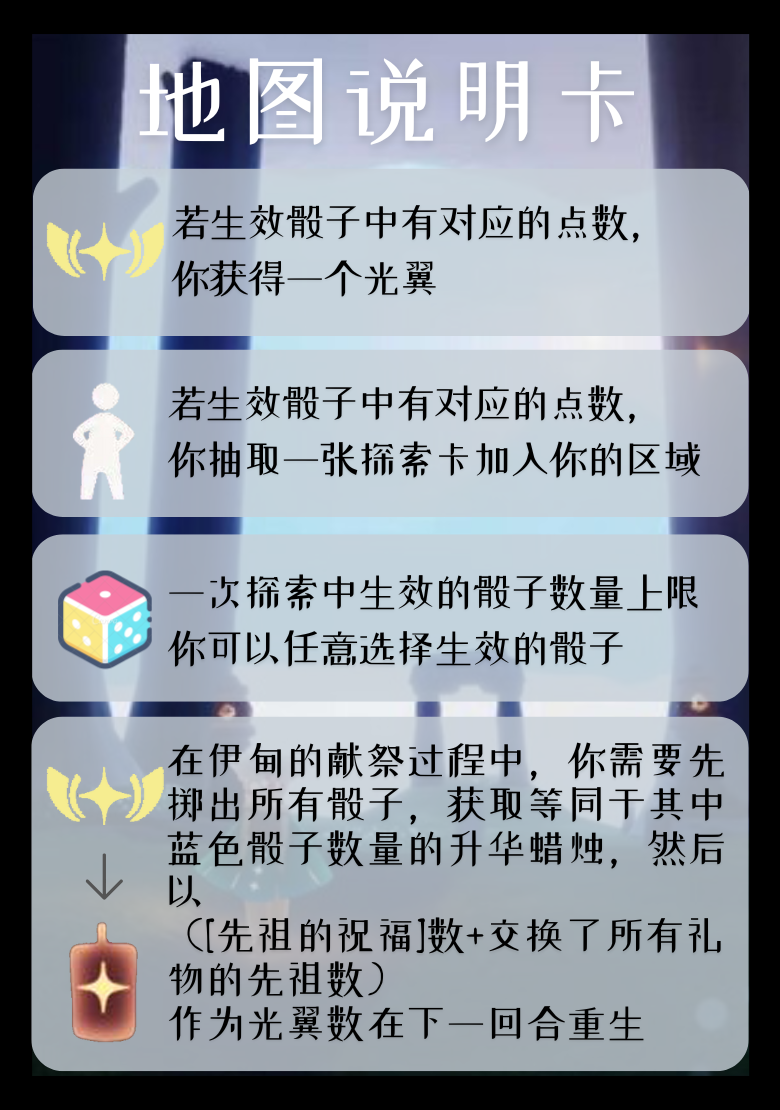 地图说明卡
若生效骰子中有对应的点数，
你获得一个光翼
若生效骰子中有对应的点数，
你抽取一张探索卡加入你的区域
一次探索中生效的骰子数量上限
你可以任意选择生效的骰子
在伊甸的献祭过程中，你需要先
掷出所有骰子，获取等同于其中
蓝色骰子数量的升华蜡烛，然后
以
（[先祖的祝福]数+交换了所有礼
物的先祖数）
作为光翼数在下一回合重生